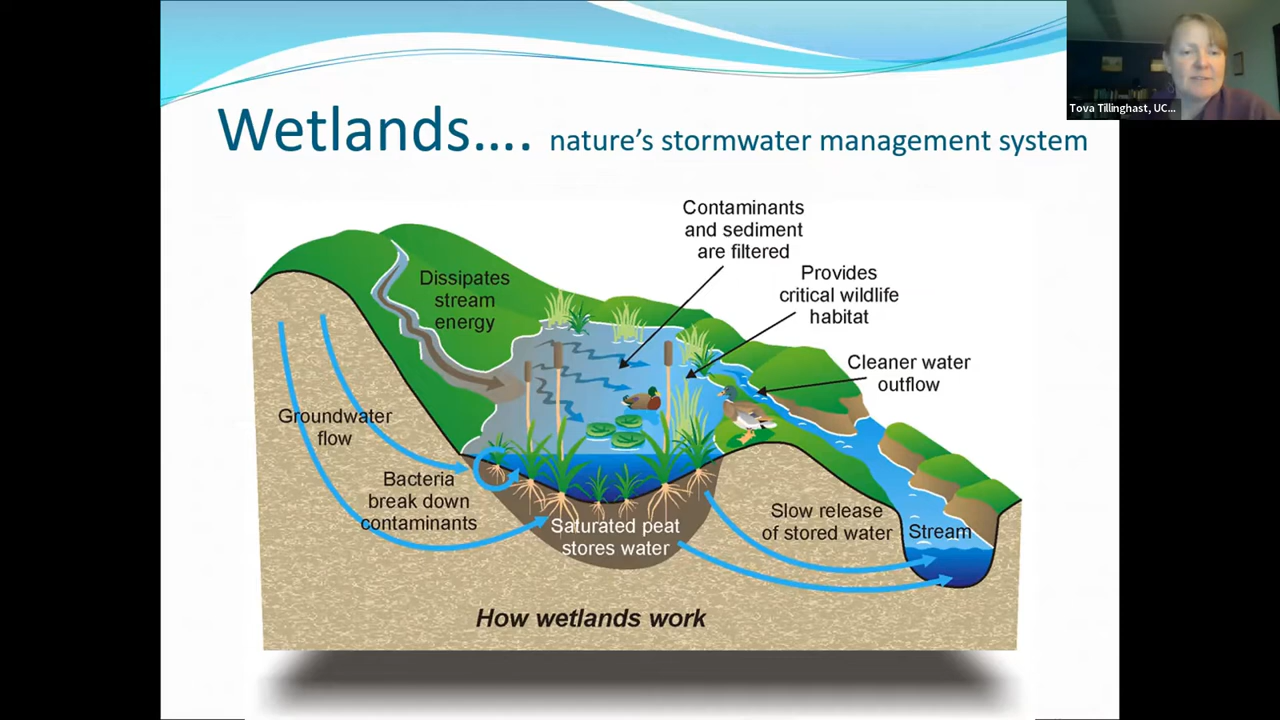 Tova Tillinghast, UC...
Wetlands.... nature's stormwater management system
Contaminants
and sediment
are filtered
Provides
critical wildlife
habitat
Dissipates
stream
energy
Cleaner water
outflow
Groundwater
flow
Bacteria
break down
contaminants
Saturated peat
stores water
Slow release
of stored water
Stream
How wetlands work